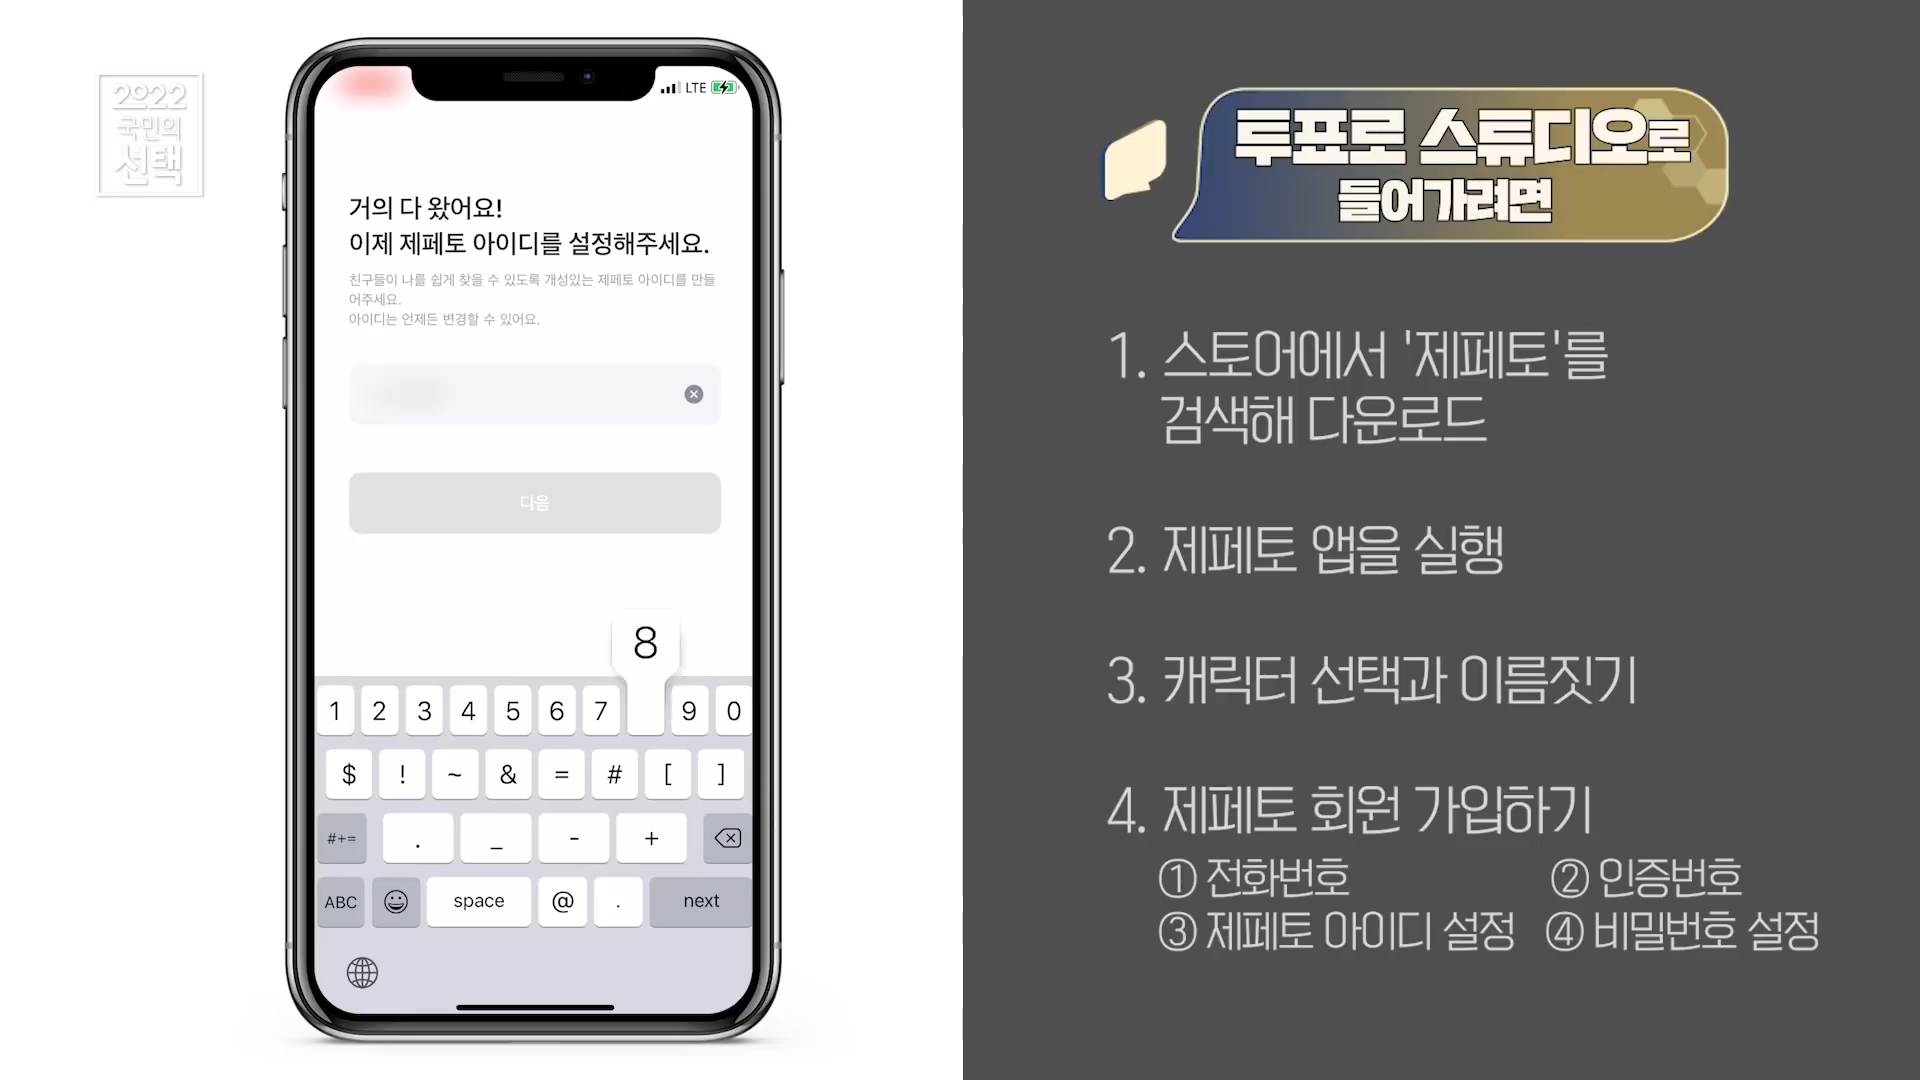 2022
국민의
선택
LTE
거의 다 왔어요!
이제 제페토 아이디를 설정해주세요.
친구들이 나를 쉽게 찾을 수 있도록 개성있는 제페토 아이디를 만들
어주세요.
아이디는 언제든 변경할 수 있어요.
다음
8
1 2 3 4 5 6 7 9 0
$ ! ~ & = # [ ]
#+= . _ - +
ABC space @ . next
투표로 스튜디오로
들어가려면
1. 스토어에서 '제페토'를
검색해 다운로드
2. 제페토 앱을 실행
3. 캐릭터 선택과 이름짓기
4. 제페토 회원 가입하기
① 전화번호 ② 인증번호
③ 제페토 아이디 설정 ④ 비밀번호 설정